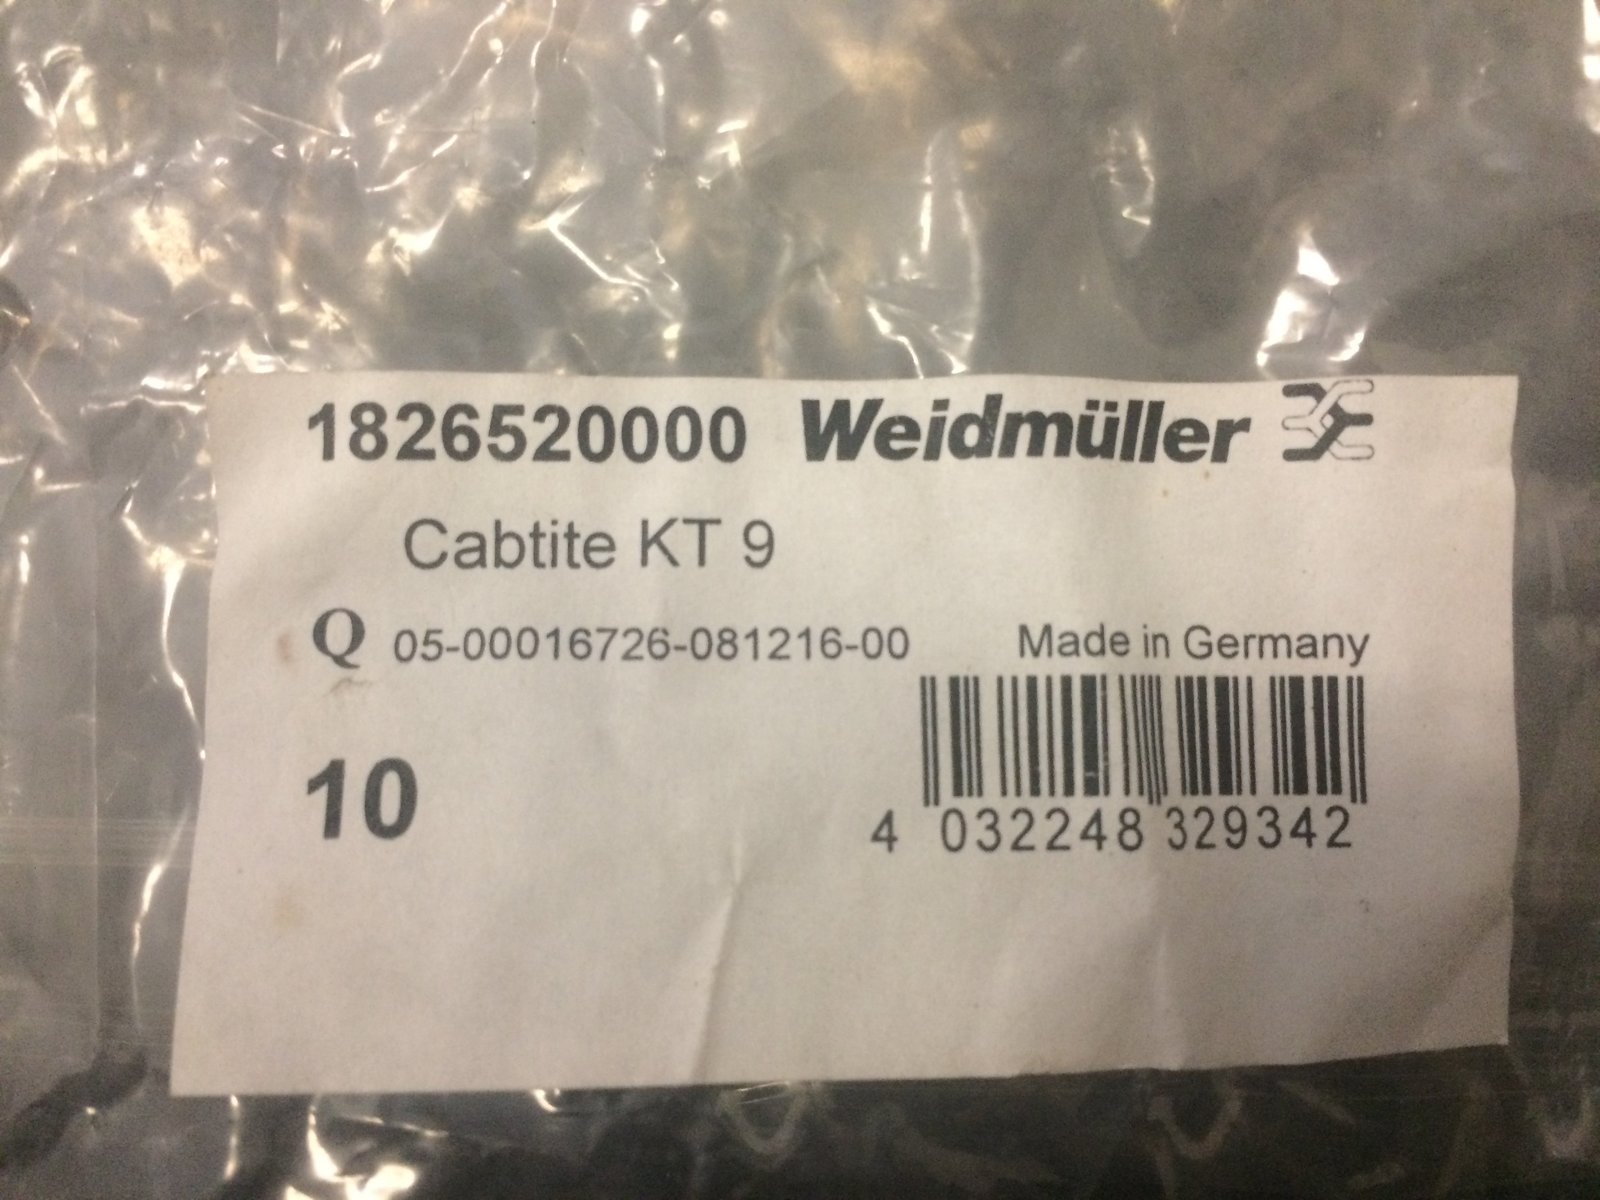 1826520000 Weidmüller
Cabtite KT 9
Q 05-00016726-081216-00 Made in Germany
10
4 032248 329342